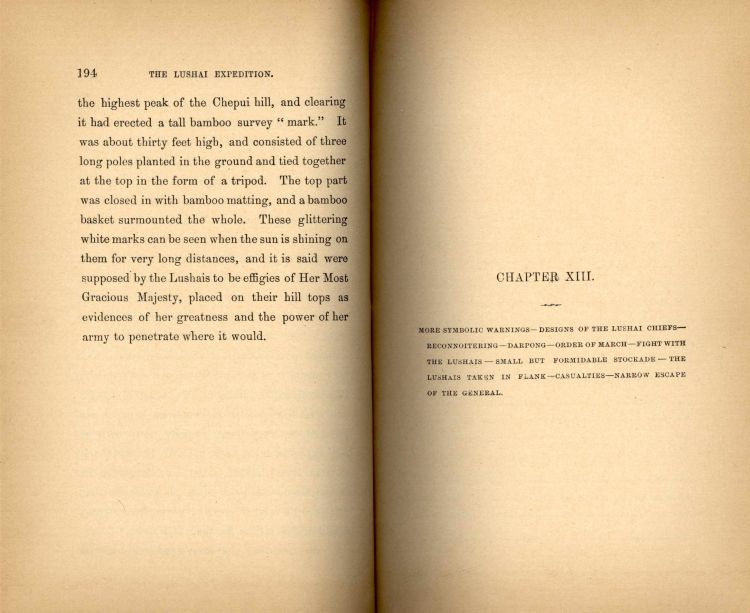 194 THE LUSHAI EXPEDITION.
the highest peak of the Chepui hill, and clearing
it had erected a tall bamboo survey “ mark.” It
was about thirty feet high, and consisted of three
long poles planted in the ground and tied together
at the top in the form of a tripod. The top part
was closed in with bamboo matting, and a bamboo
basket surmounted the whole. These glittering
white marks can be seen when the sun is shining on
them for very long distances, and it is said were
supposed by the Lushais to be effigies of Her Most
Gracious Majesty, placed on their hill tops as
evidences of her greatness and the power of her
army to penetrate where it would.
CHAPTER XIII.
MORE SYMBOLIC WARNINGS—DESIGNS OF THE LUSHAI CHIEFS—
RECONNOITERING—DARPONG—ORDER OF MARCH—FIGHT WITH
THE LUSHAIS — SMALL BUT FORMIDABLE STOCKADE — THE
LUSHAIS TAKEN IN FLANK—CASUALTIES—NARROW ESCAPE
OF THE GENERAL.